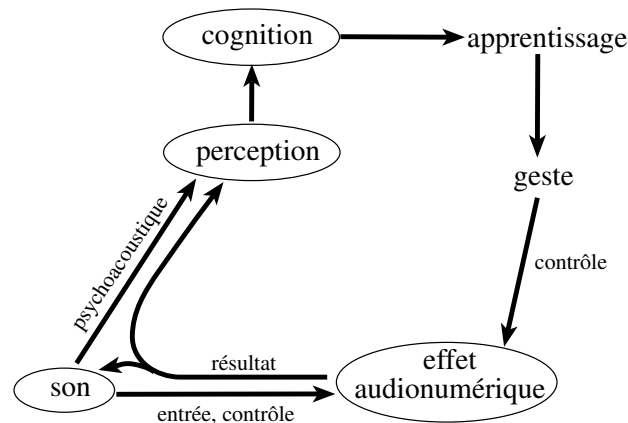 cognition
apprentissage
perception
geste
psychoacoustique
contrôle
résultat
effet
audionumérique
son
entrée, contrôle